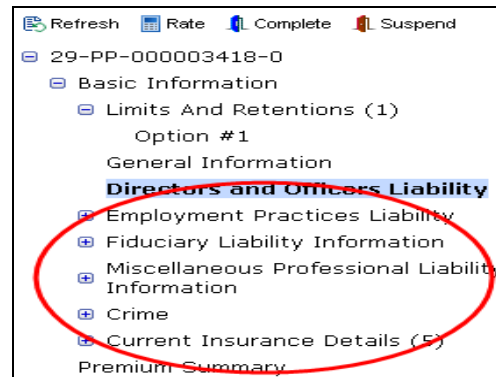 Refresh Rate Complete Suspend
29-PP-000003418-0
Basic Information
Limits And Retentions (1)
Option #1
General Information
Directors and Officers Liability
Employment Practices Liability
Fiduciary Liability Information
Miscellaneous Professional Liability
Information
Crime
Current Insurance Details (5)
Premium Summary